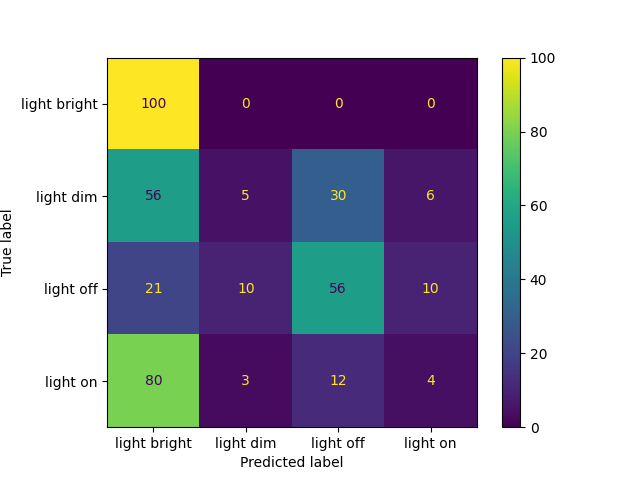 True label
light bright 100 0 0 0
light dim 56 5 30 6
light off 21 10 56 10
light on 80 3 12 4
light bright light dim light off light on
Predicted label
100
80
60
40
20
0